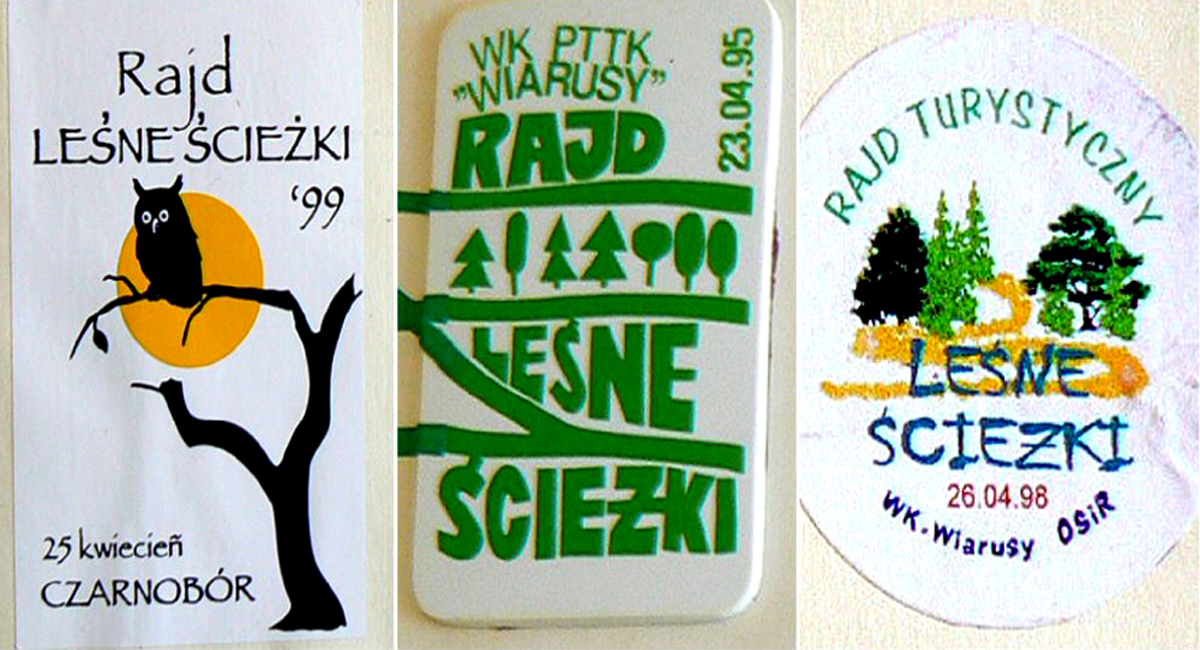 Rajd
LEŚNE ŚCIEŻKI
'99
25 kwiecień
CZARNOBÓR
WK PTTK
"WIARUSY"
23.04.95
RAJD
LEŚNE
ŚCIEŻKI
RAJD TURYSTYCZNY
LEŚNE
ŚCIEŻKI
26.04.98
WK.Wiarusy OSiR